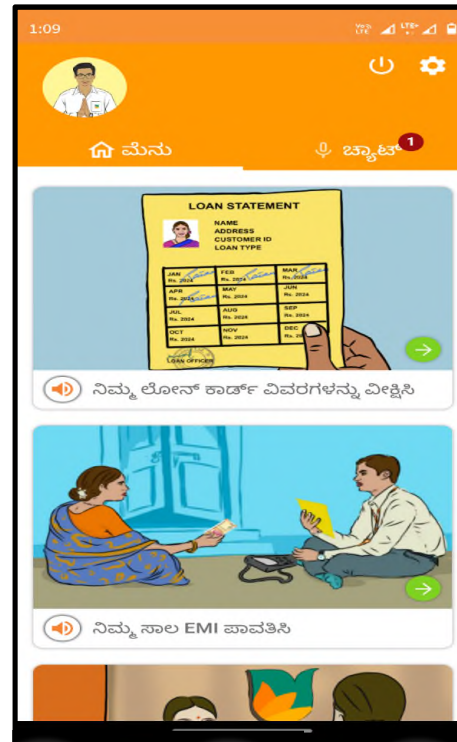 1:09
ಮೆನು
ಚ್ಯಾಟ್ 1
LOAN STATEMENT
NAME
ADDRESS
CUSTOMER ID
LOAN TYPE
JAN FEB MAR
Rs. 2024 Rs. 2024 Rs. 2024
APR MAY JUN
Rs. 2024 Rs. 2024 Rs. 2024
JUL AUG SEP
Rs. 2024 Rs. 2024 Rs. 2024
OCT NOV DEC
Rs. 2024 Rs. 2024
LOAN OFFICER
ನಿಮ್ಮ ಲೋನ್ ಕಾರ್ಡ್ ವಿವರಗಳನ್ನು ವೀಕ್ಷಿಸಿ
ನಿಮ್ಮ ಸಾಲ EMI ಪಾವತಿಸಿ